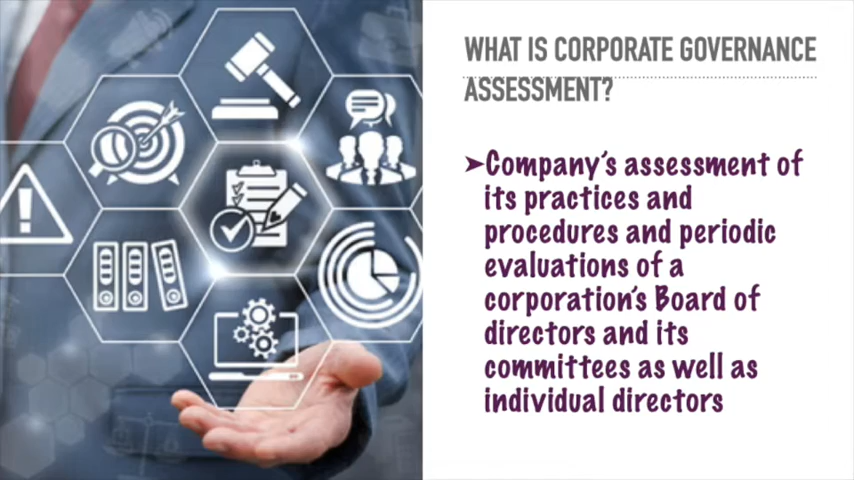 WHAT IS CORPORATE GOVERNANCE
ASSESSMENT?
➤Company's assessment of
its practices and
procedures and periodic
evaluations of a
corporation's Board of
directors and its
committees as well as
individual directors